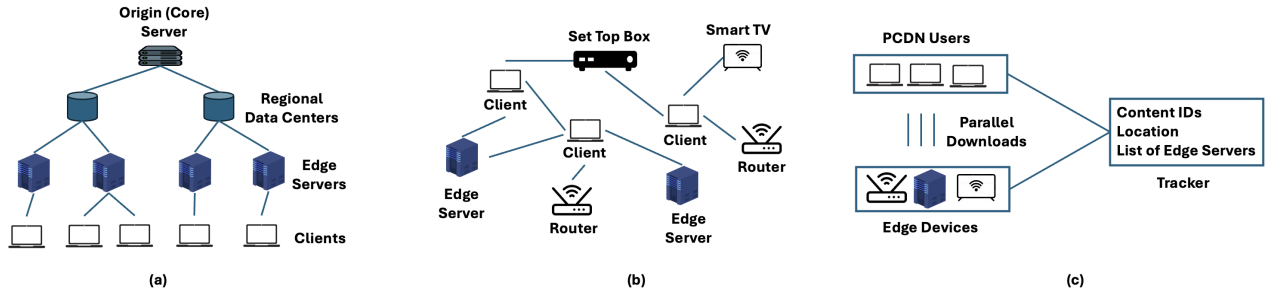 Origin (Core)
Server
Regional
Data Centers
Edge
Servers
Clients
(a)
Set Top Box
Smart TV
Client
Client
Client
Router
Edge
Server
Router
Edge
Server
(b)
PCDN Users
Parallel
Downloads
Content IDs
Location
List of Edge Servers
Tracker
Edge Devices
(c)